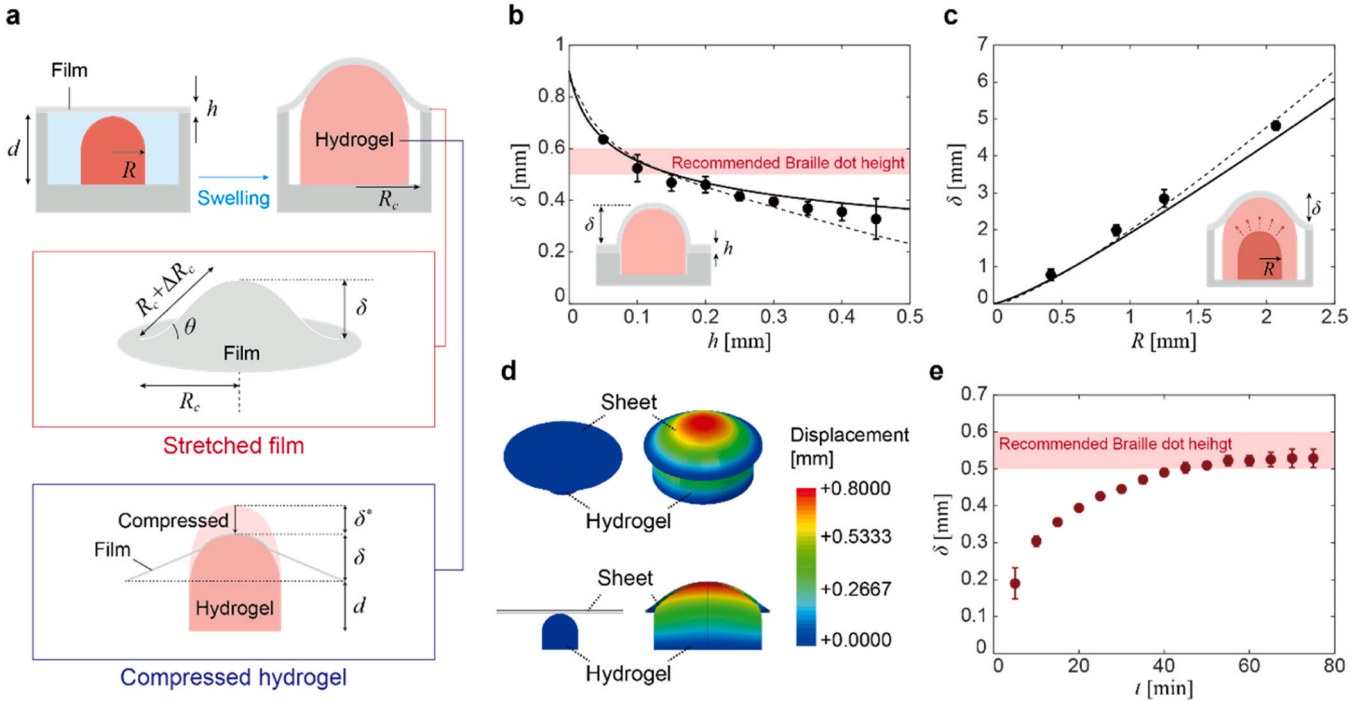 a
Film
h
d
R
Hydrogel
Swelling
R_c
R_c+ΔR_c
θ
δ
Film
R_c
Stretched film
Compressed
δ*
Film
δ
Hydrogel
d
Compressed hydrogel
b
1
0.8
0.6
0.4
0.2
0
δ [mm]
Recommended Braille dot height
δ
h
0 0.1 0.2 0.3 0.4 0.5
h [mm]
c
7
6
5
4
3
2
1
0
δ [mm]
δ
R
0 0.5 1 1.5 2 2.5
R [mm]
d
Sheet
Hydrogel
Sheet
Hydrogel
Displacement
[mm]
+0.8000
+0.5333
+0.2667
+0.0000
e
0.7
0.6
0.5
0.4
0.3
0.2
0.1
0
δ [mm]
Recommended Braille dot heihgt
0 20 40 60 80
t [min]